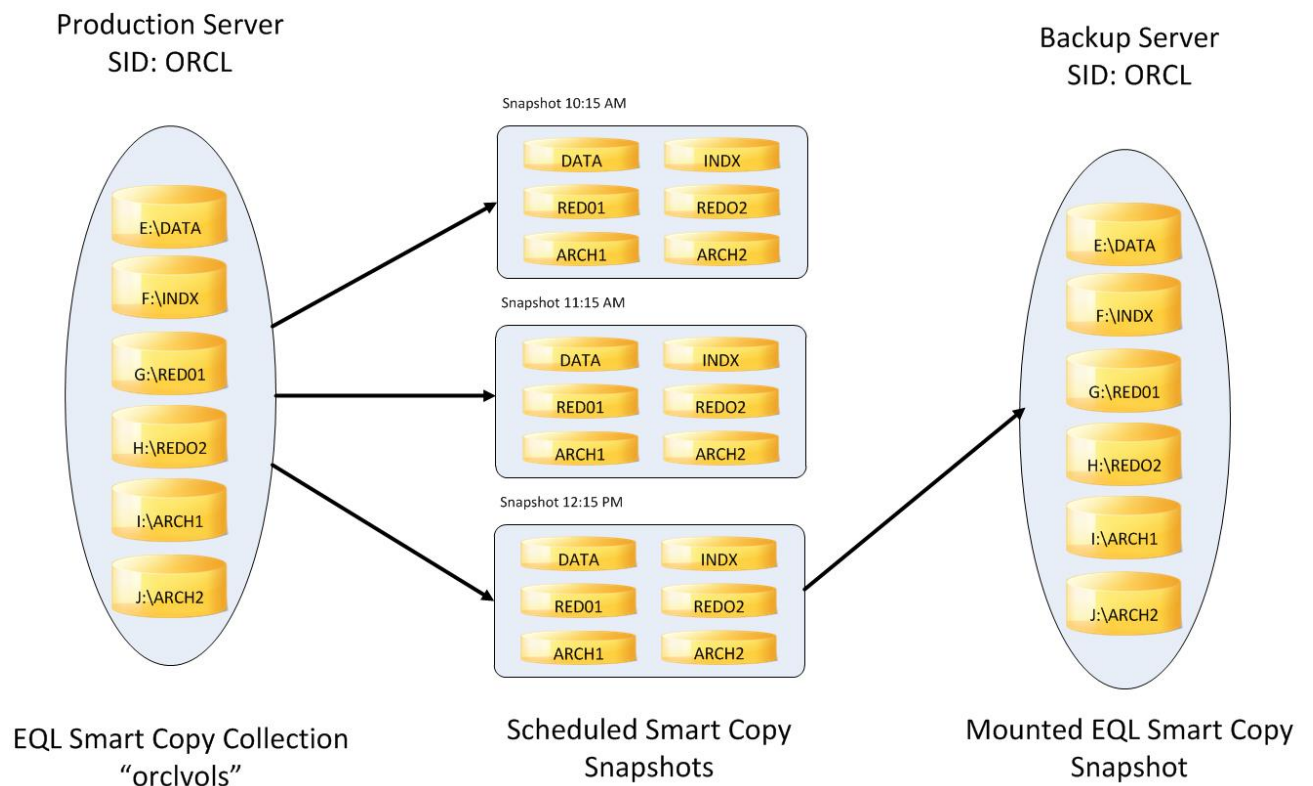 Production Server
SID: ORCL
E:\DATA
F:\INDX
G:\RED01
H:\REDO2
I:\ARCH1
J:\ARCH2
EQL Smart Copy Collection
“orclvols”
Snapshot 10:15 AM
DATA INDX
RED01 REDO2
ARCH1 ARCH2
Snapshot 11:15 AM
DATA INDX
RED01 REDO2
ARCH1 ARCH2
Snapshot 12:15 PM
DATA INDX
RED01 REDO2
ARCH1 ARCH2
Scheduled Smart Copy
Snapshots
Backup Server
SID: ORCL
E:\DATA
F:\INDX
G:\RED01
H:\REDO2
I:\ARCH1
J:\ARCH2
Mounted EQL Smart Copy
Snapshot